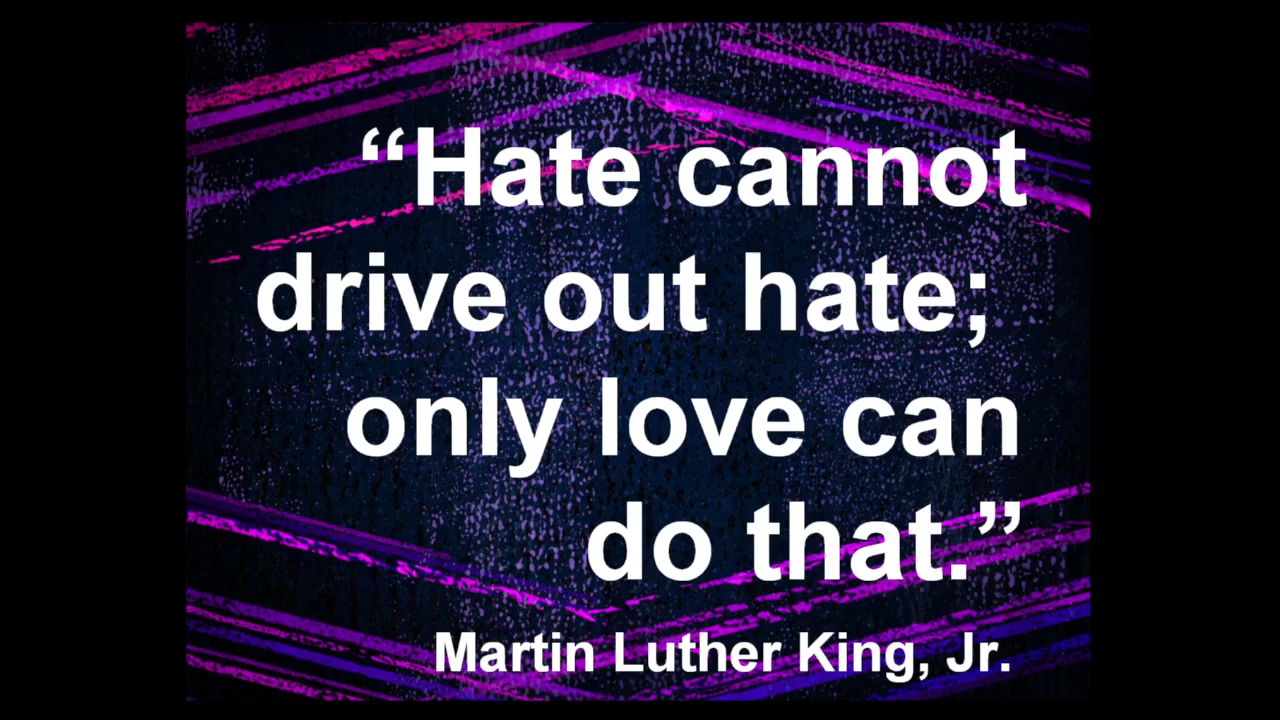 “Hate cannot
drive out hate;
only love can
do that.”
Martin Luther King, Jr.